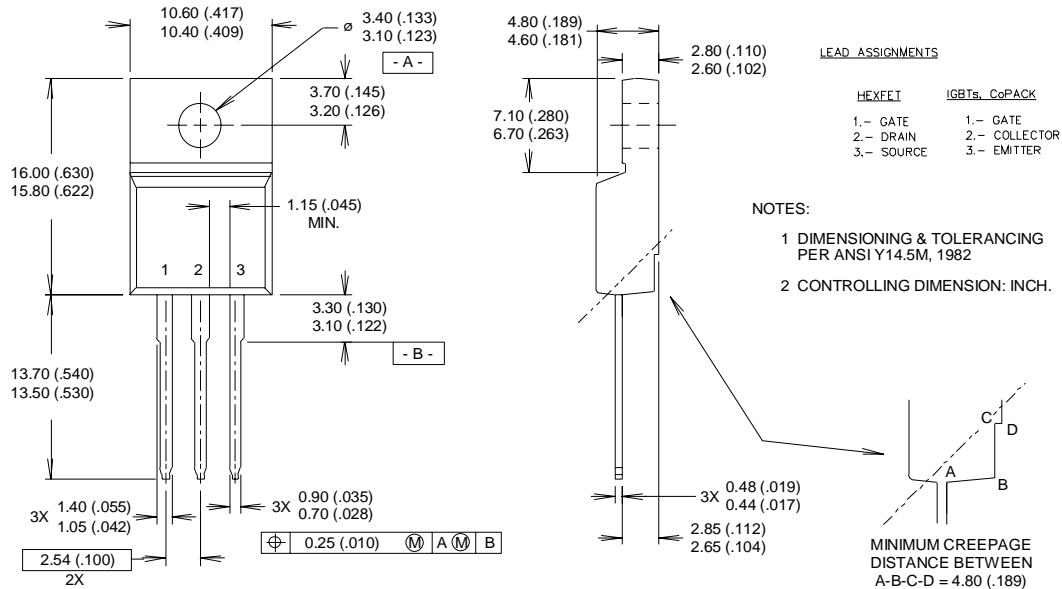 10.60 (.417)
10.40 (.409)
ø 3.40 (.133)
3.10 (.123)
- A -
3.70 (.145)
3.20 (.126)
16.00 (.630)
15.80 (.622)
1.15 (.045)
MIN.
1 2 3
3.30 (.130)
3.10 (.122)
- B -
13.70 (.540)
13.50 (.530)
3X 1.40 (.055)
1.05 (.042)
3X 0.90 (.035)
0.70 (.028)
⌖ 0.25 (.010) Ⓜ A Ⓜ B
2.54 (.100)
2X
4.80 (.189)
4.60 (.181)
2.80 (.110)
2.60 (.102)
7.10 (.280)
6.70 (.263)
3X 0.48 (.019)
0.44 (.017)
2.85 (.112)
2.65 (.104)
LEAD ASSIGNMENTS
HEXFET
1.- GATE
2.- DRAIN
3.- SOURCE
IGBTs, CoPACK
1.- GATE
2.- COLLECTOR
3.- EMITTER
NOTES:
1 DIMENSIONING & TOLERANCING
PER ANSI Y14.5M, 1982
2 CONTROLLING DIMENSION: INCH.
C
D
A
B
MINIMUM CREEPAGE
DISTANCE BETWEEN
A-B-C-D = 4.80 (.189)